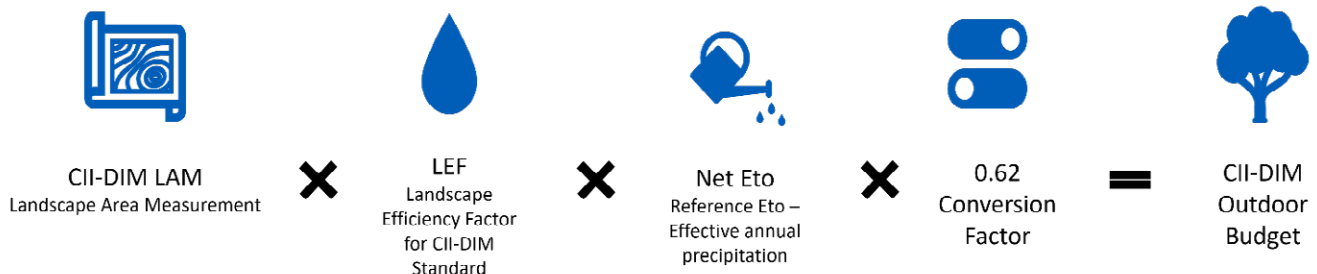 CII-DIM LAM
Landscape Area Measurement
×
LEF
Landscape
Efficiency Factor
for CII-DIM
Standard
×
Net Eto
Reference Eto –
Effective annual
precipitation
×
0.62
Conversion
Factor
=
CII-DIM
Outdoor
Budget